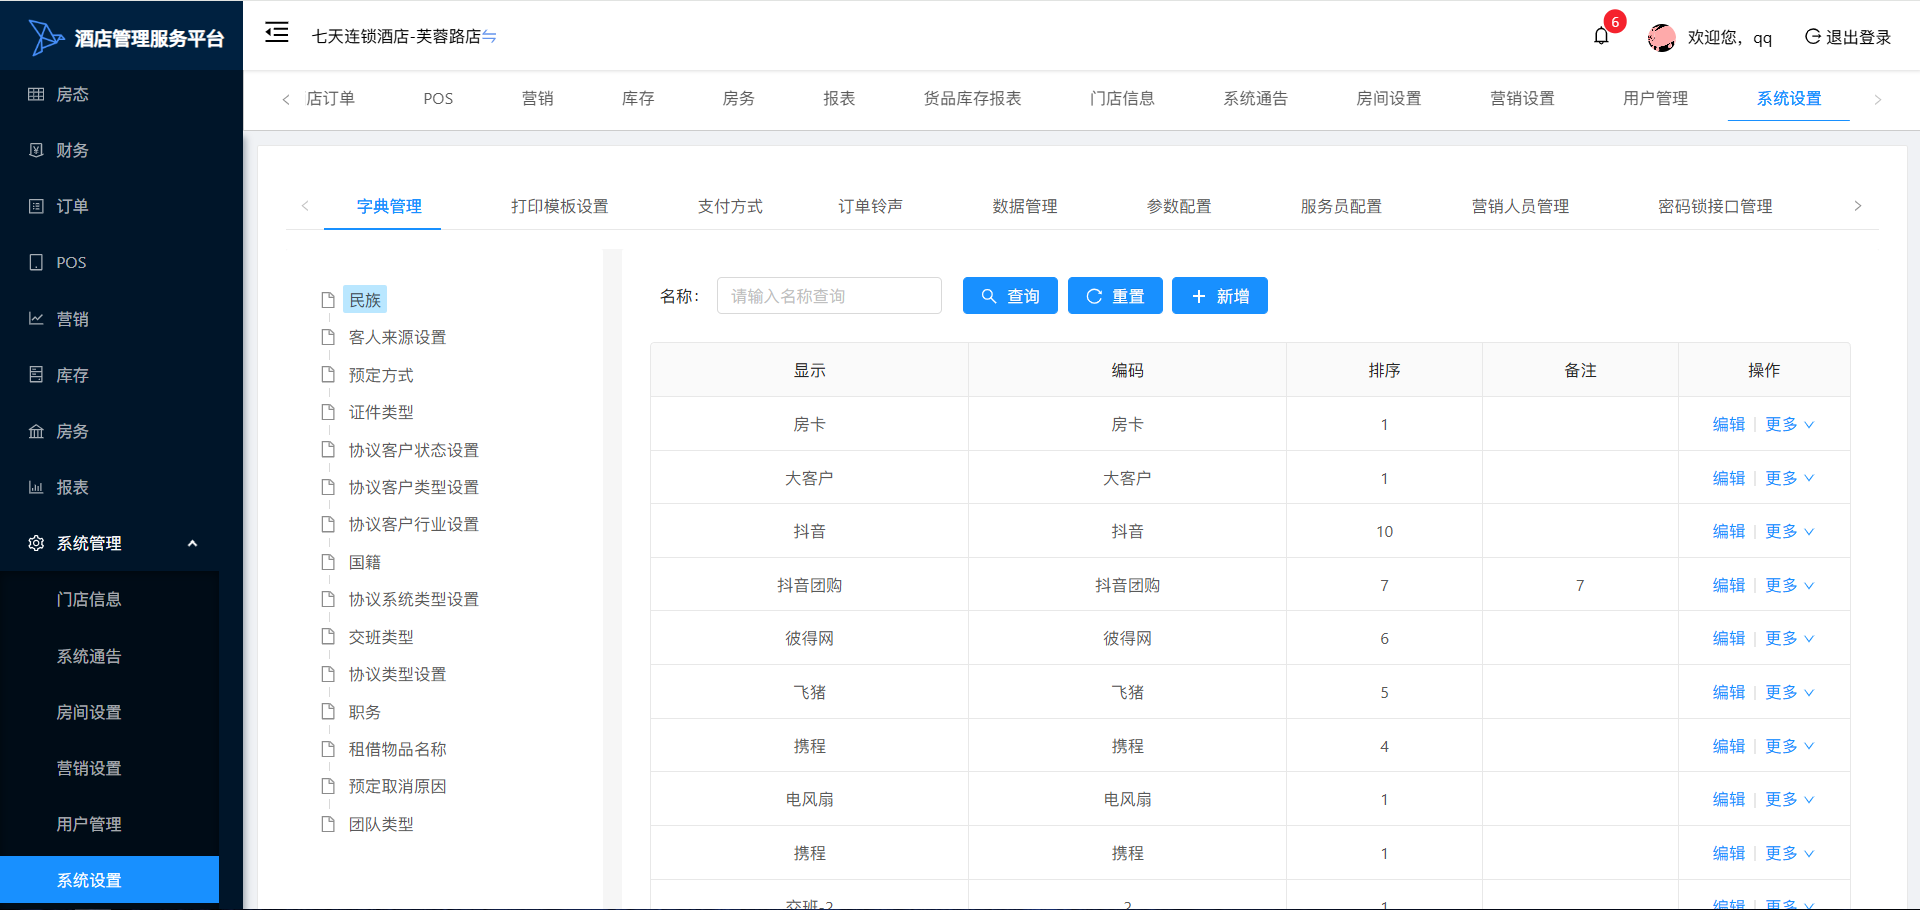 酒店管理服务平台
七天连锁酒店-芙蓉路店
6
欢迎您，qq
退出登录
房态
财务
订单
POS
营销
库存
房务
报表
系统管理
门店信息
系统通告
房间设置
营销设置
用户管理
系统设置
店订单 POS 营销 库存 房务 报表 货品库存报表 门店信息 系统通告 房间设置 营销设置 用户管理 系统设置
字典管理 打印模板设置 支付方式 订单铃声 数据管理 参数配置 服务员配置 营销人员管理 密码锁接口管理
民族
客人来源设置
预定方式
证件类型
协议客户状态设置
协议客户类型设置
协议客户行业设置
国籍
协议系统类型设置
交班类型
协议类型设置
职务
租借物品名称
预定取消原因
团队类型
名称： 请输入名称查询 查询 重置 新增
显示 编码 排序 备注 操作
房卡 房卡 1 编辑 更多
大客户 大客户 1 编辑 更多
抖音 抖音 10 编辑 更多
抖音团购 抖音团购 7 7 编辑 更多
彼得网 彼得网 6 编辑 更多
飞猪 飞猪 5 编辑 更多
携程 携程 4 编辑 更多
电风扇 电风扇 1 编辑 更多
携程 携程 1 编辑 更多
交班-2 2 1 编辑 更多